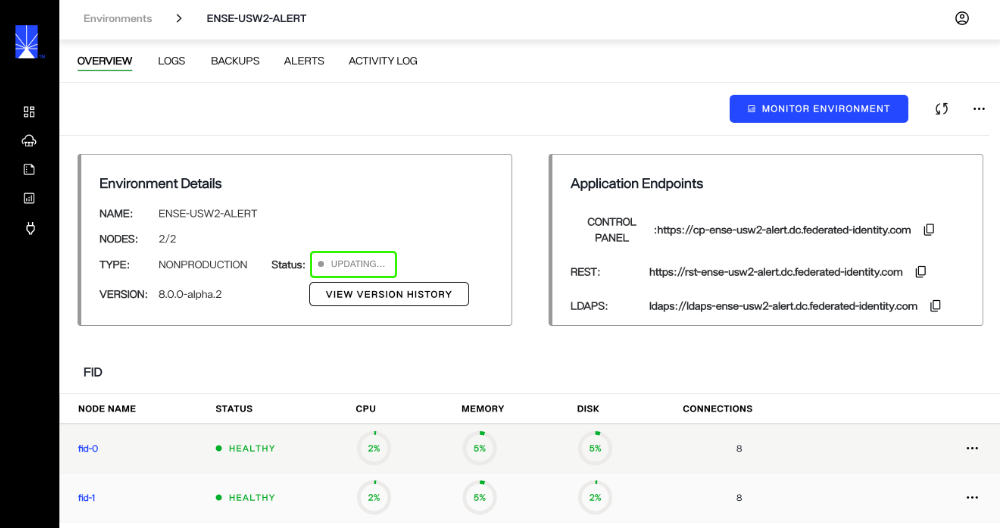 Environments > ENSE-USW2-ALERT
OVERVIEW LOGS BACKUPS ALERTS ACTIVITY LOG
MONITOR ENVIRONMENT
Environment Details
NAME: ENSE-USW2-ALERT
NODES: 2/2
TYPE: NONPRODUCTION Status: UPDATING...
VERSION: 8.0.0-alpha.2 VIEW VERSION HISTORY
Application Endpoints
CONTROL
PANEL :https://cp-ense-usw2-alert.dc.federated-identity.com
REST: https://rst-ense-usw2-alert.dc.federated-identity.com
LDAPS: ldaps://ldaps-ense-usw2-alert.dc.federated-identity.com
FID
NODE NAME STATUS CPU MEMORY DISK CONNECTIONS
fid-0 HEALTHY 2% 5% 5% 8
fid-1 HEALTHY 2% 5% 2% 8